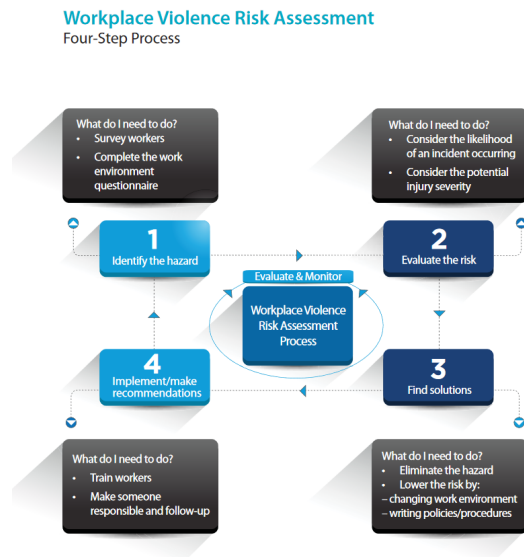 Workplace Violence Risk Assessment
Four-Step Process
What do I need to do?
• Survey workers
• Complete the work
environment
questionnaire
What do I need to do?
• Consider the likelihood
of an incident occurring
• Consider the potential
injury severity
1
Identify the hazard
2
Evaluate the risk
Evaluate & Monitor
Workplace Violence
Risk Assessment
Process
4
Implement/make
recommendations
3
Find solutions
What do I need to do?
• Train workers
• Make someone
responsible and follow-up
What do I need to do?
• Eliminate the hazard
• Lower the risk by:
– changing work environment
– writing policies/procedures